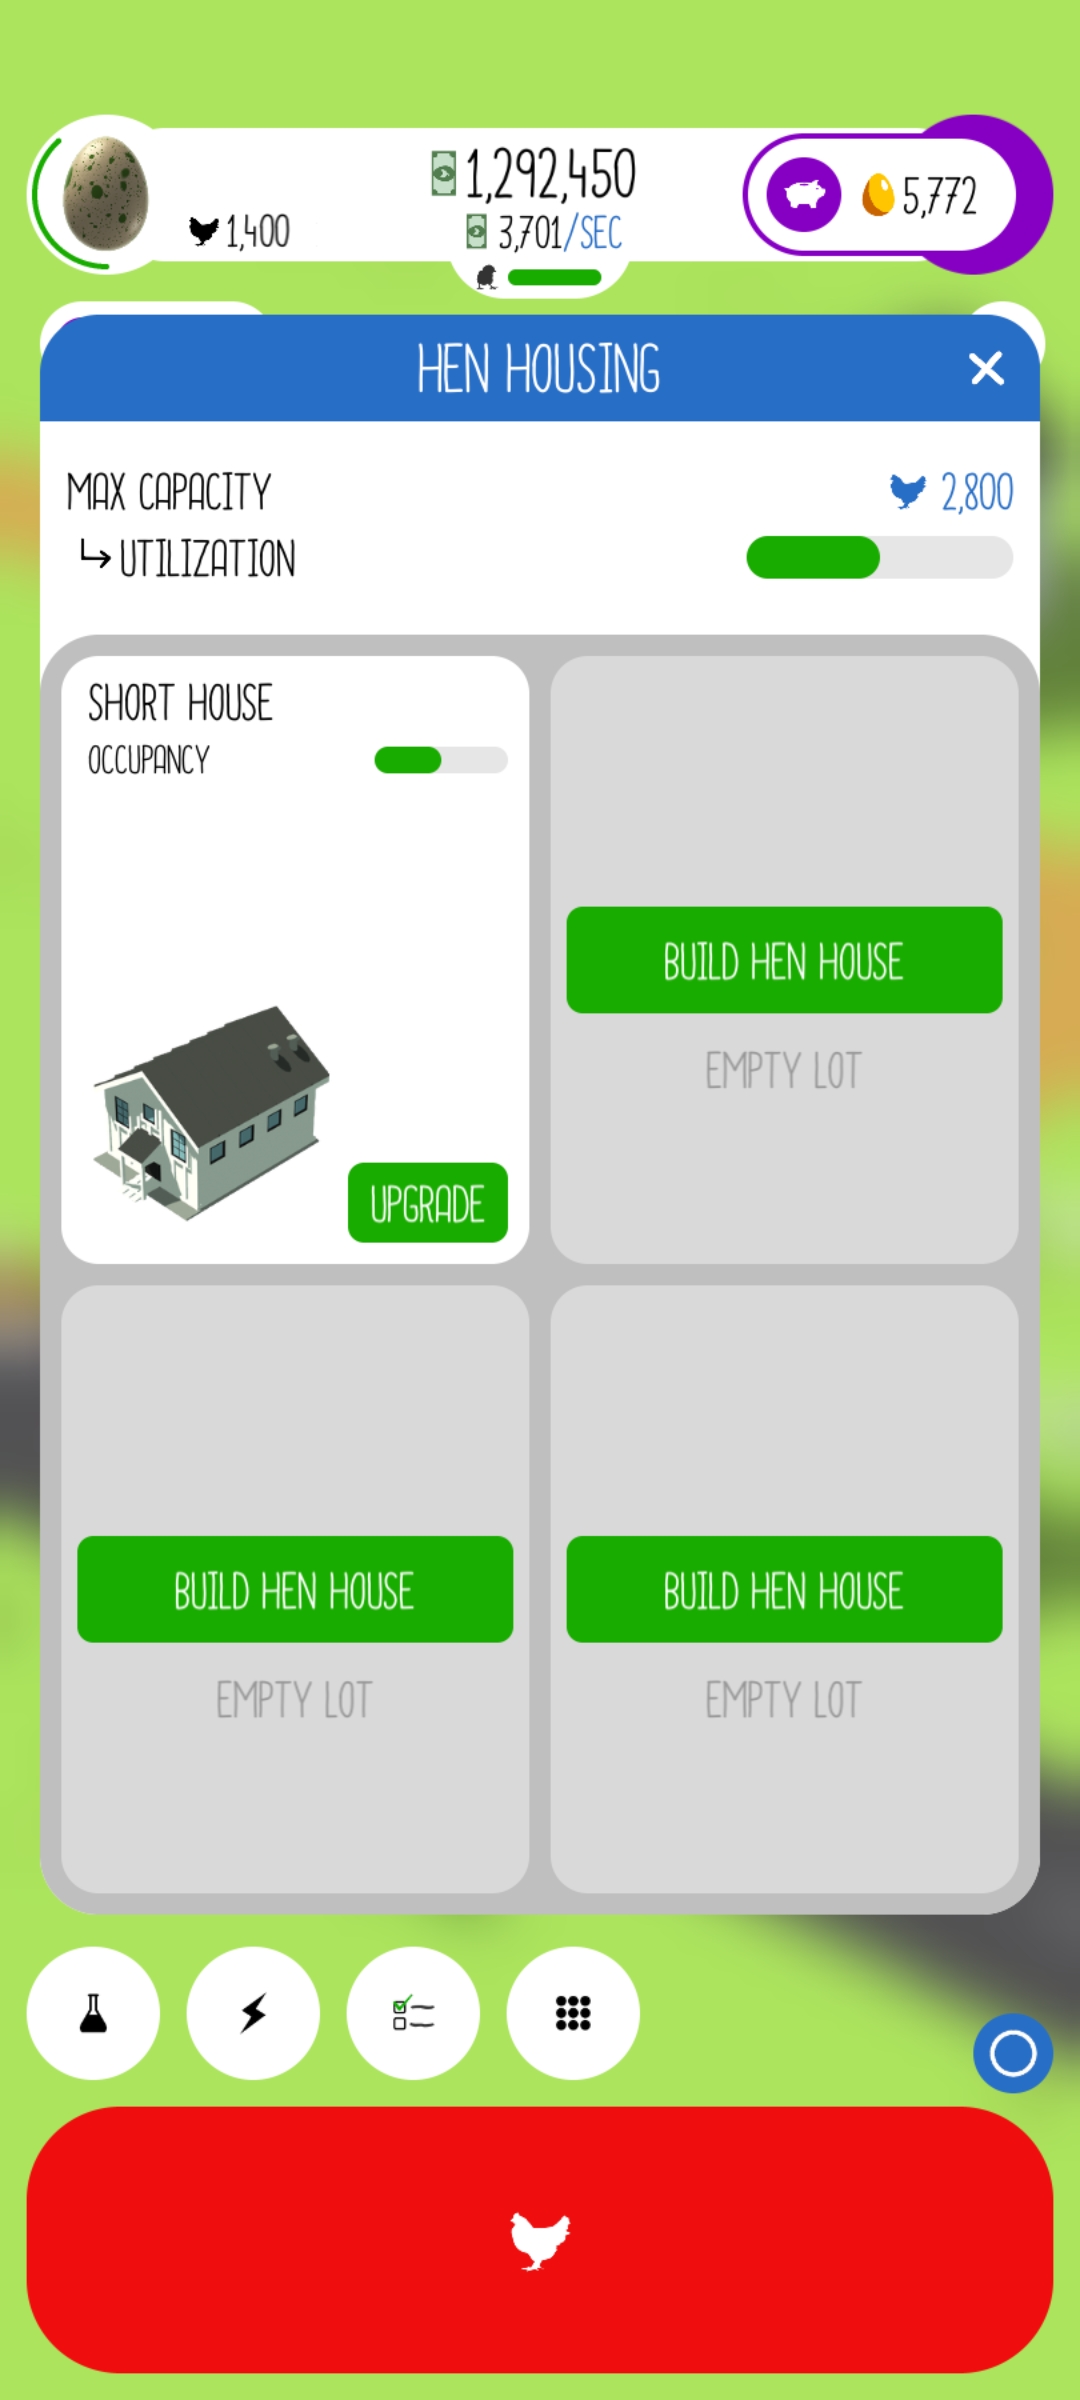 1,292,450
1,400
3,701/SEC
5,772
HEN HOUSING
MAX CAPACITY
2,800
UTILIZATION
SHORT HOUSE
OCCUPANCY
UPGRADE
BUILD HEN HOUSE
EMPTY LOT
BUILD HEN HOUSE
EMPTY LOT
BUILD HEN HOUSE
EMPTY LOT